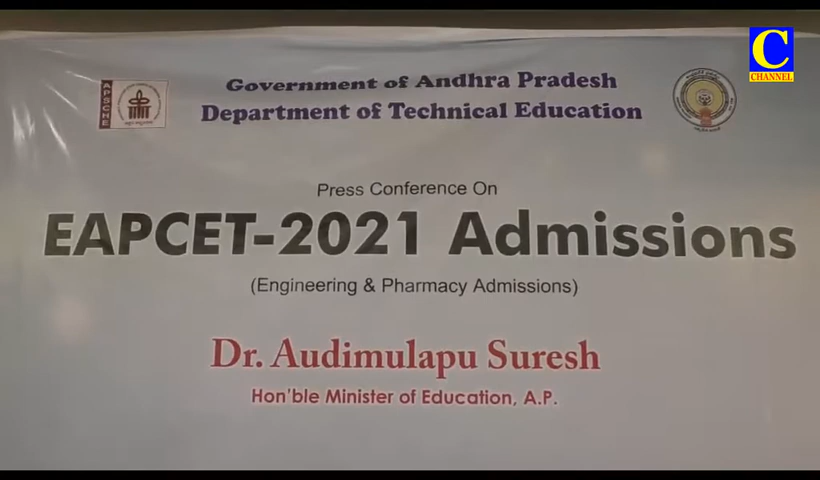 C
CHANNEL
APSCHE
Government of Andhra Pradesh
Department of Technical Education
Press Conference On
EAPCET-2021 Admissions
(Engineering & Pharmacy Admissions)
Dr. Audimulapu Suresh
Hon'ble Minister of Education, A.P.